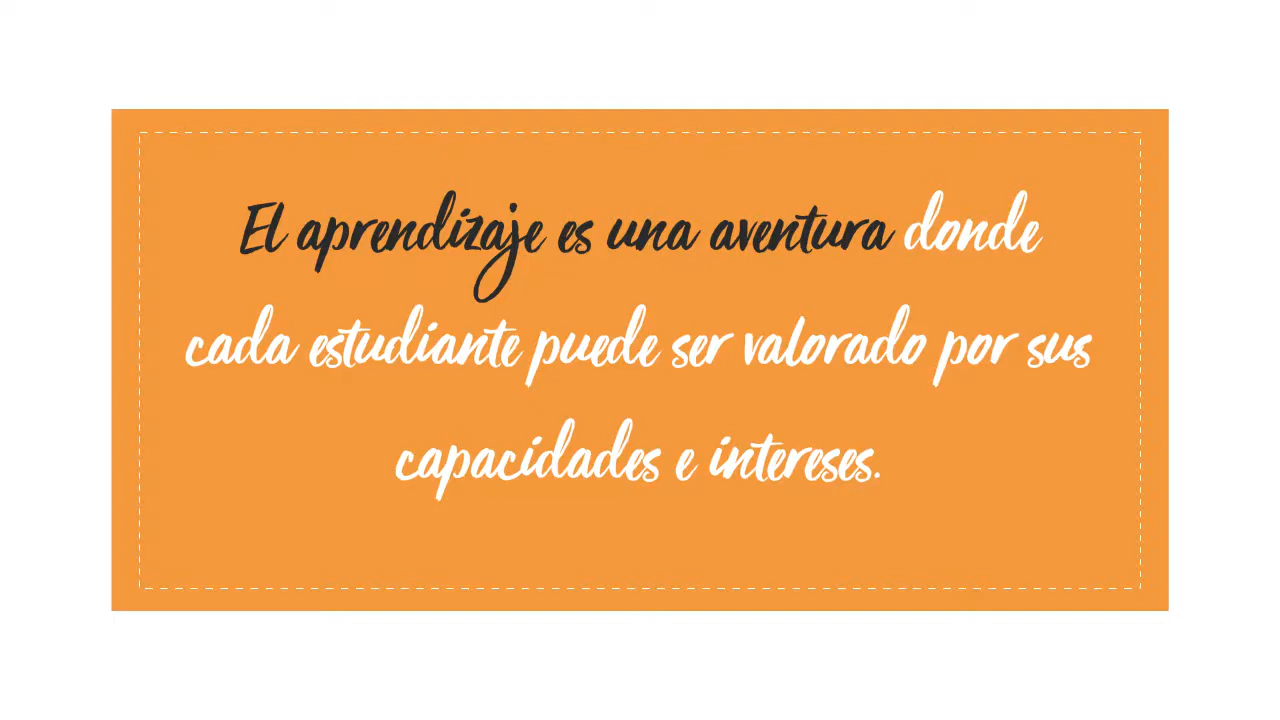 El aprendizaje es una aventura donde
cada estudiante puede ser valorado por sus
capacidades e intereses.